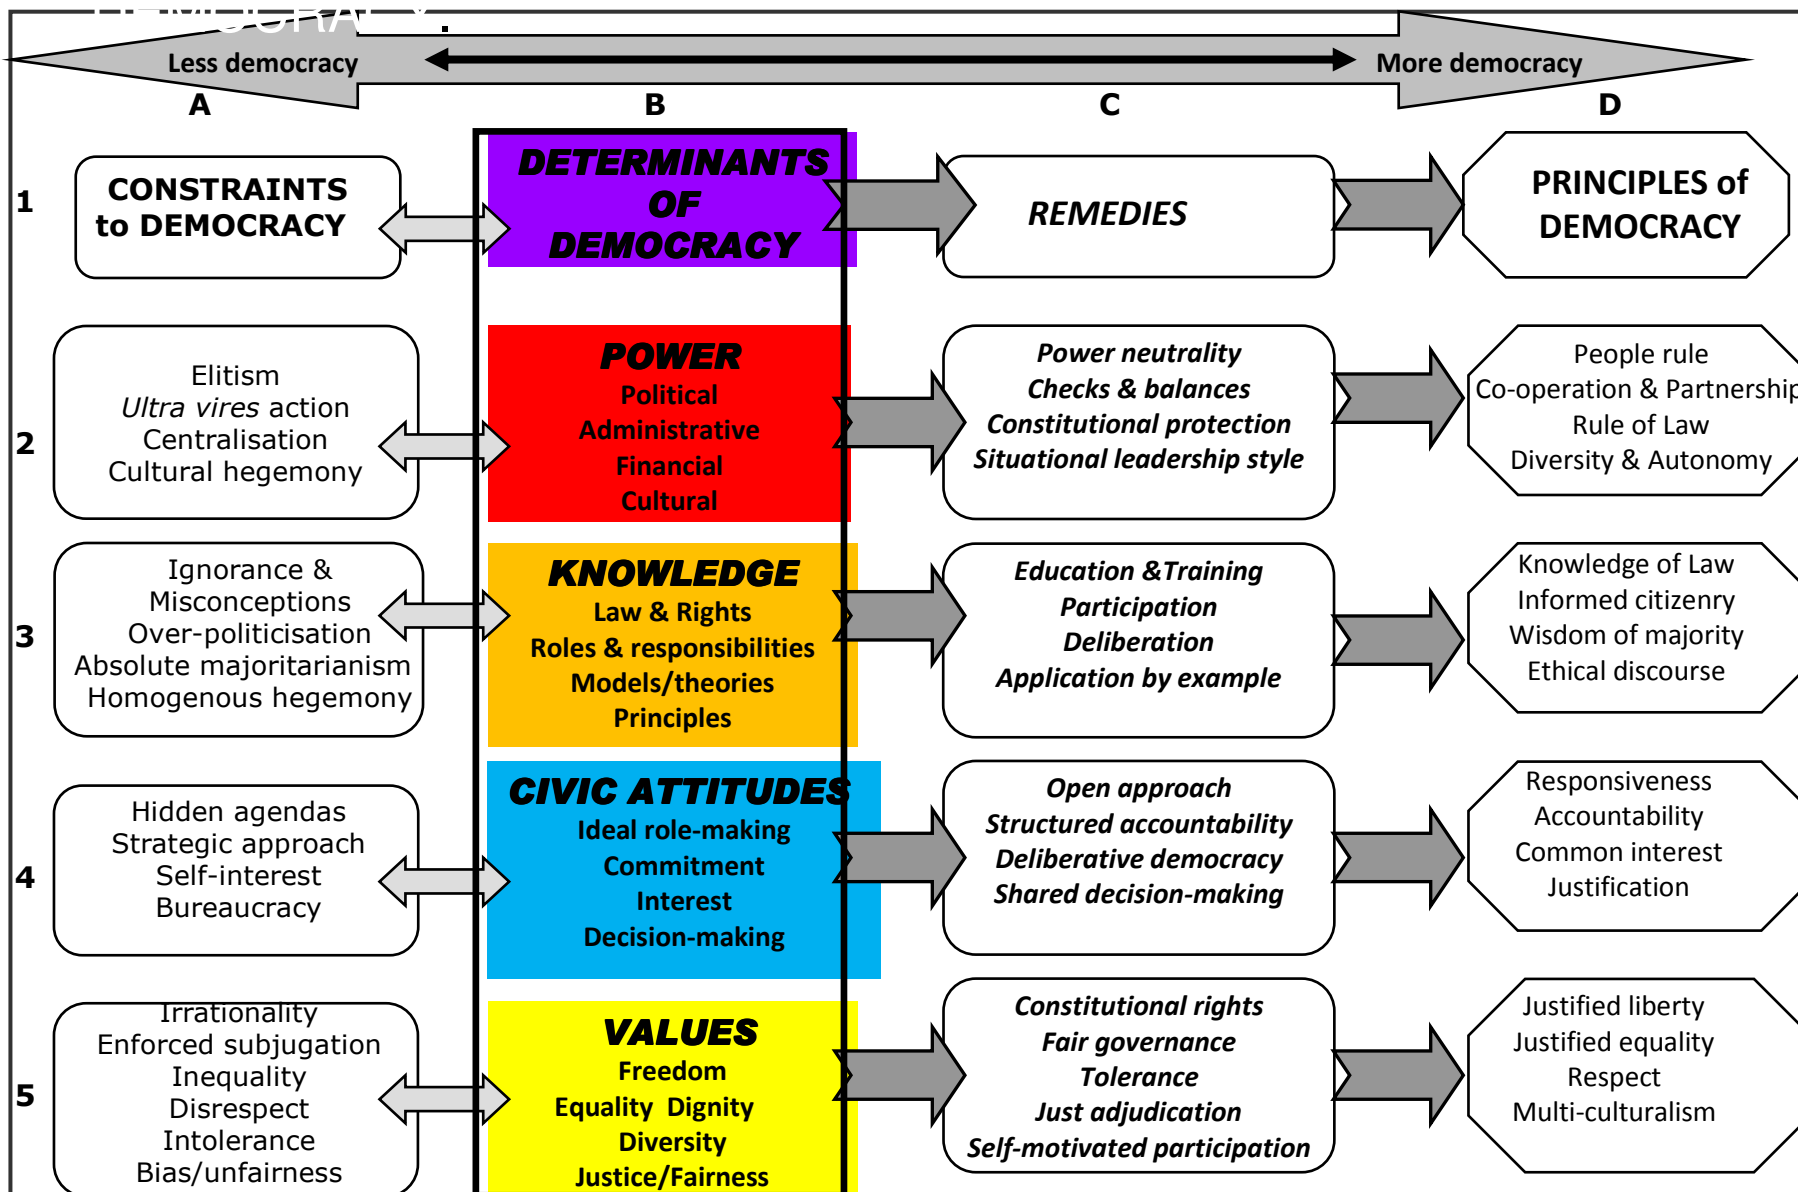 DEMOCRACY.
Less democracy
More democracy
A
B
C
D
1
CONSTRAINTS
to DEMOCRACY
DETERMINANTS
OF
DEMOCRACY
REMEDIES
PRINCIPLES of
DEMOCRACY
2
Elitism
Ultra vires action
Centralisation
Cultural hegemony
POWER
Political
Administrative
Financial
Cultural
Power neutrality
Checks & balances
Constitutional protection
Situational leadership style
People rule
Co-operation & Partnership
Rule of Law
Diversity & Autonomy
3
Ignorance &
Misconceptions
Over-politicisation
Absolute majoritarianism
Homogenous hegemony
KNOWLEDGE
Law & Rights
Roles & responsibilities
Models/theories
Principles
Education &Training
Participation
Deliberation
Application by example
Knowledge of Law
Informed citizenry
Wisdom of majority
Ethical discourse
4
Hidden agendas
Strategic approach
Self-interest
Bureaucracy
CIVIC ATTITUDES
Ideal role-making
Commitment
Interest
Decision-making
Open approach
Structured accountability
Deliberative democracy
Shared decision-making
Responsiveness
Accountability
Common interest
Justification
5
Irrationality
Enforced subjugation
Inequality
Disrespect
Intolerance
Bias/unfairness
VALUES
Freedom
Equality Dignity
Diversity
Justice/Fairness
Constitutional rights
Fair governance
Tolerance
Just adjudication
Self-motivated participation
Justified liberty
Justified equality
Respect
Multi-culturalism